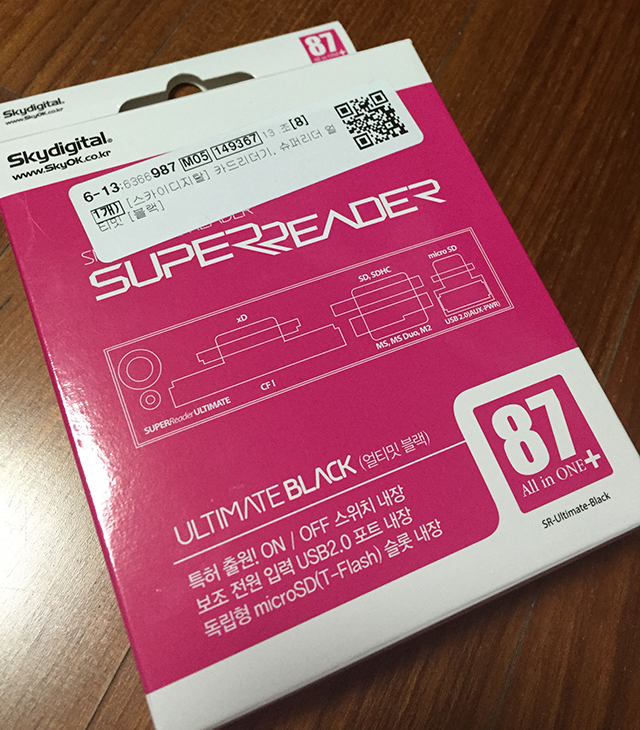 87
All in ONE+
Skydigital®
www.SkyOK.co.kr
Skydigital®
www.SkyOK.co.kr
6-13:6366987 M05 149367 13 조[8]
1개) [스카이디지탈] 카드리더기, 슈퍼리더 얼
티밋 [블랙]
SUPERREADER
xD
SD, SDHC
micro SD
CF I
MS, MS Duo, M2
USB 2.0(AUX-PWR)
SUPERReader ULTIMATE
87
All in ONE+
SR-Ultimate-Black
ULTIMATE BLACK (얼티밋 블랙)
특허 출원! ON / OFF 스위치 내장
보조 전원 입력 USB2.0 포트 내장
독립형 microSD(T-Flash) 슬롯 내장